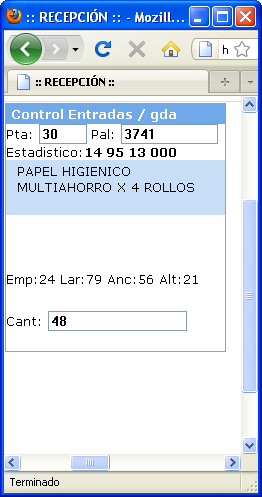 :: RECEPCIÓN :: - Mozill...
h
:: RECEPCIÓN ::
Control Entradas / gda
Pta: 30 Pal: 3741
Estadistico: 14 95 13 000
PAPEL HIGIENICO
MULTIAHORRO X 4 ROLLOS
Emp:24 Lar:79 Anc:56 Alt:21
Cant: 48
Terminado